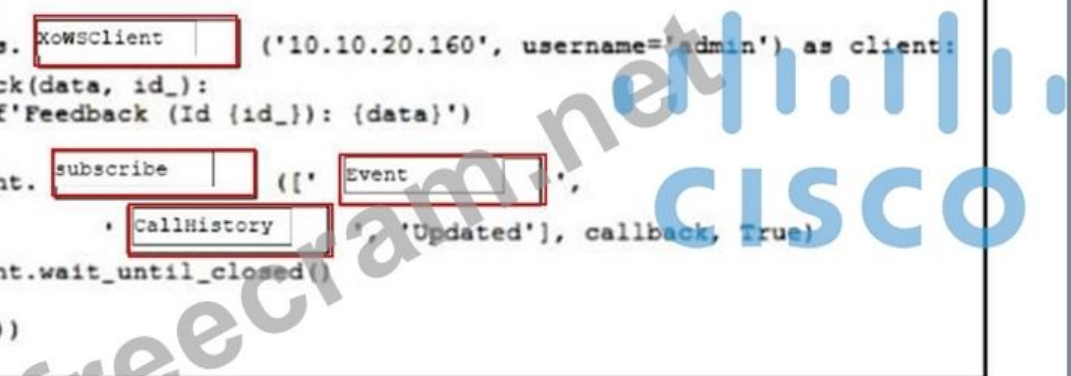 s. XoWSClient ('10.10.20.160', username='admin') as client:
ck(data, id_):
f'Feedback (Id {id_}): {data}')
nt. subscribe ([' Event ',
' CallHistory ', 'Updated'], callback, True)
nt.wait_until_closed()
))
freecram.net
CISCO